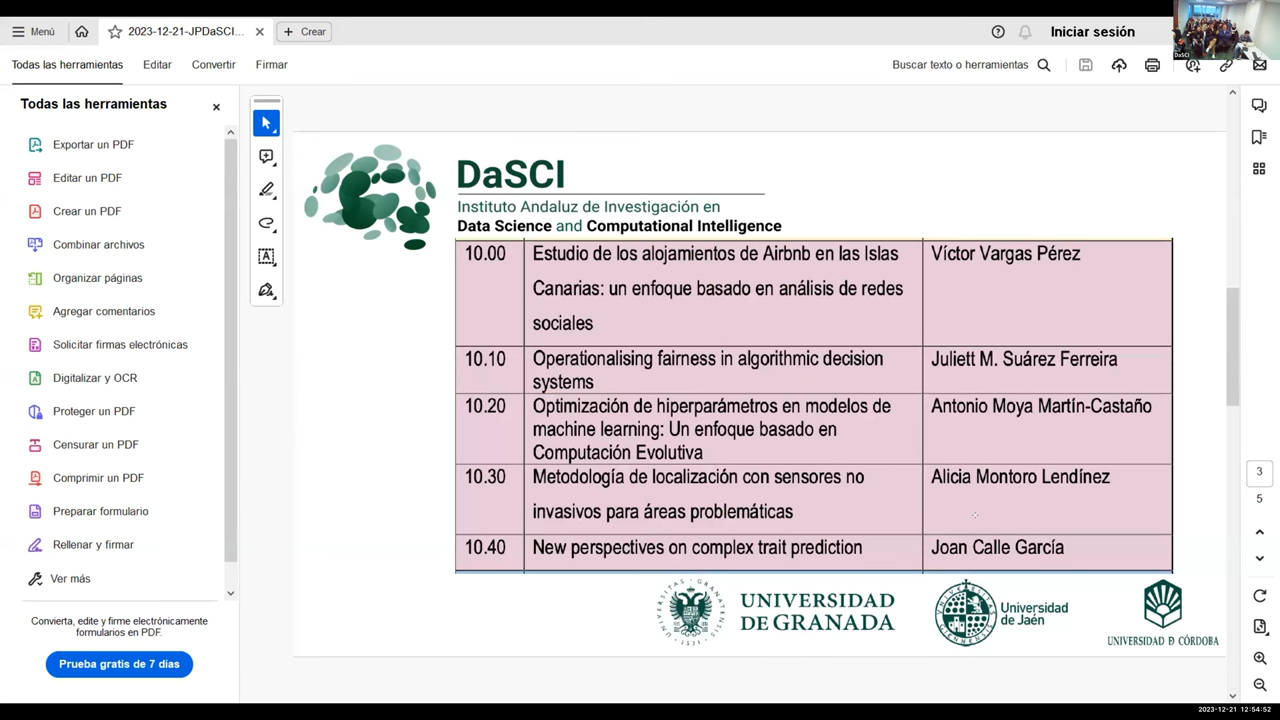 Menú
2023-12-21-JPDaSCI...
Crear
Iniciar sesión
DaSCI
Todas las herramientas
Editar
Convertir
Firmar
Buscar texto o herramientas
Todas las herramientas
Exportar un PDF
Editar un PDF
Crear un PDF
Combinar archivos
Organizar páginas
Agregar comentarios
Solicitar firmas electrónicas
Digitalizar y OCR
Proteger un PDF
Censurar un PDF
Comprimir un PDF
Preparar formulario
Rellenar y firmar
Ver más
Convierta, edite y firme electrónicamente
formularios en PDF.
Prueba gratis de 7 días
DaSCI
Instituto Andaluz de Investigación en
Data Science and Computational Intelligence
10.00 Estudio de los alojamientos de Airbnb en las Islas Víctor Vargas Pérez
Canarias: un enfoque basado en análisis de redes
sociales
10.10 Operationalising fairness in algorithmic decision Juliett M. Suárez Ferreira
systems
10.20 Optimización de hiperparámetros en modelos de Antonio Moya Martín-Castaño
machine learning: Un enfoque basado en
Computación Evolutiva
10.30 Metodología de localización con sensores no Alicia Montoro Lendínez
invasivos para áreas problemáticas
10.40 New perspectives on complex trait prediction Joan Calle García
UNIVERSIDAD
DE GRANADA
Universidad
de Jaén
UNIVERSIDAD D CÓRDOBA
3
5
2023-12-21 12:54:52